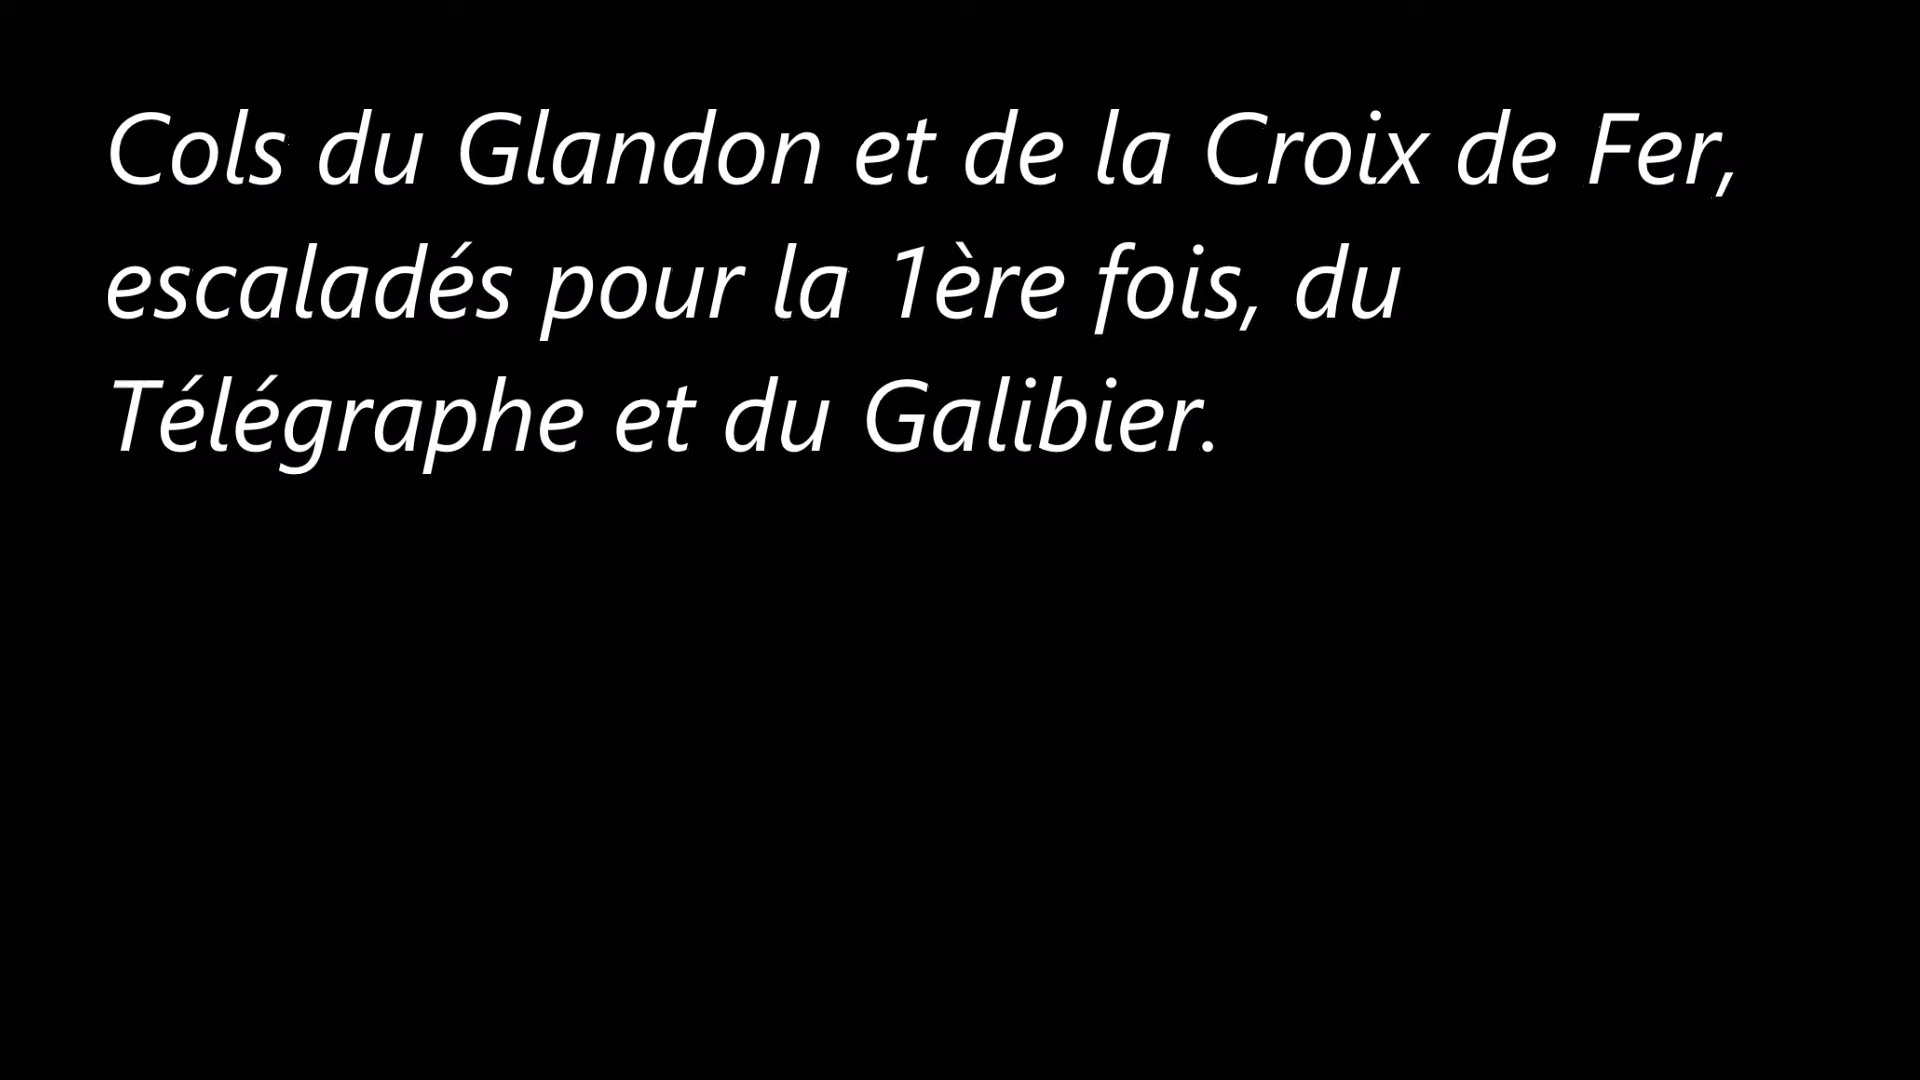 Cols du Glandon et de la Croix de Fer,
escaladés pour la 1ère fois, du
Télégraphe et du Galibier.